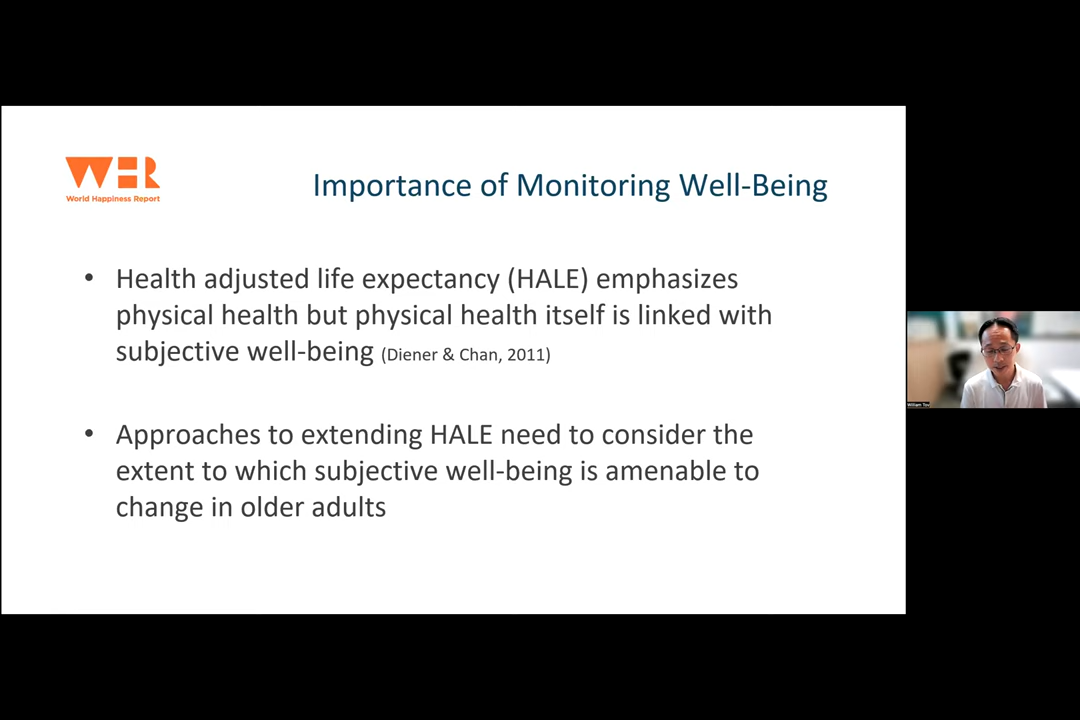 WHR
World Happiness Report
Importance of Monitoring Well-Being
• Health adjusted life expectancy (HALE) emphasizes
physical health but physical health itself is linked with
subjective well-being (Diener & Chan, 2011)
• Approaches to extending HALE need to consider the
extent to which subjective well-being is amenable to
change in older adults
William Tov